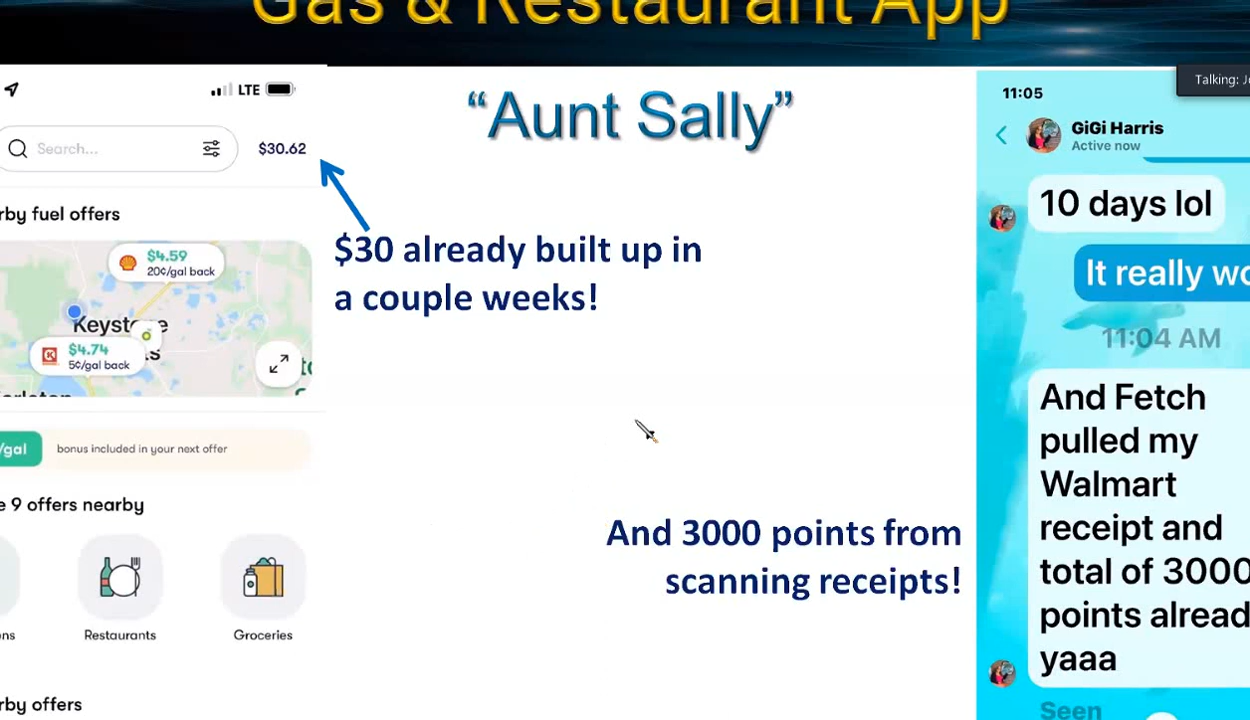 Gas & Restaurant App
"Aunt Sally"
LTE
Search...
$30.62
rby fuel offers
$4.59
20¢/gal back
Keyst
e
$4.74
5¢/gal back
/gal
bonus included in your next offer
e 9 offers nearby
ns
Restaurants
Groceries
rby offers
$30 already built up in
a couple weeks!
And 3000 points from
scanning receipts!
Talking: J
11:05
GiGi Harris
Active now
10 days lol
It really wo
11:04 AM
And Fetch
pulled my
Walmart
receipt and
total of 3000
points alread
yaaa
Seen